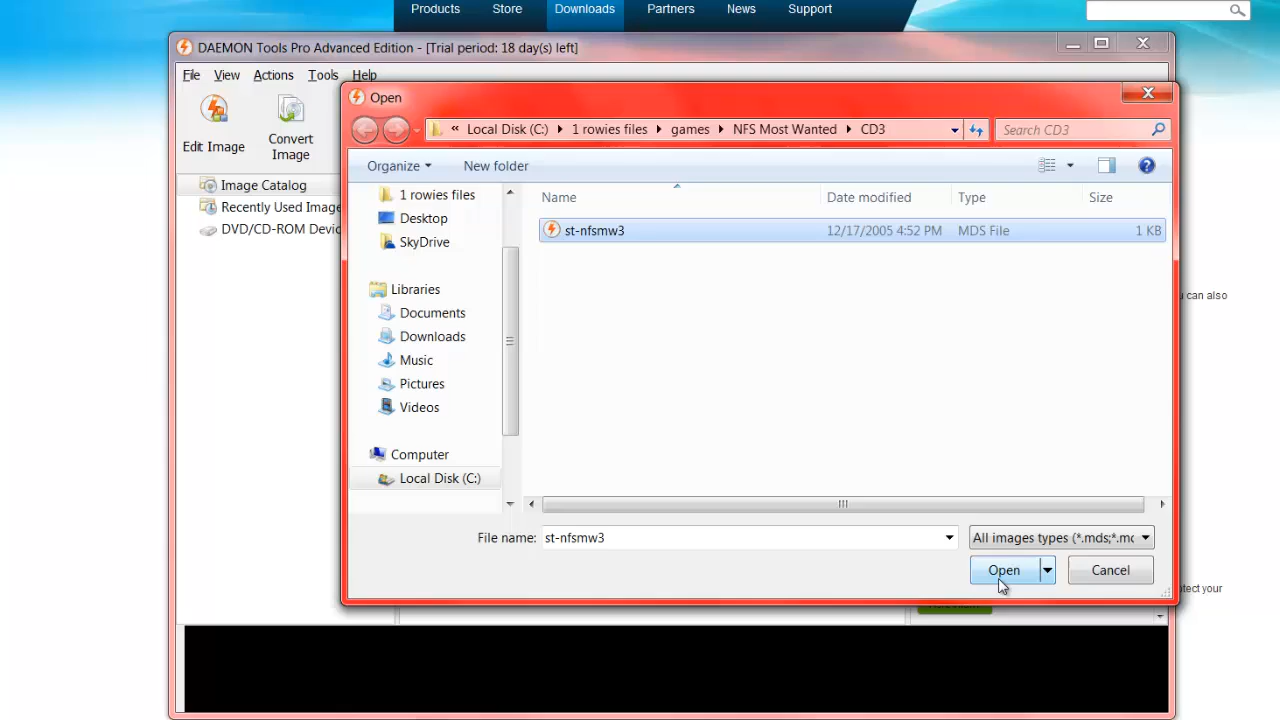 Products Store Downloads Partners News Support
DAEMON Tools Pro Advanced Edition - [Trial period: 18 day(s) left]
File View Actions Tools Help
Open
Edit Image
Convert Image
« Local Disk (C:) 1 rowies files games NFS Most Wanted CD3
Search CD3
Organize New folder
Image Catalog
Recently Used Image
DVD/CD-ROM Devic
1 rowies files
Desktop
SkyDrive
Libraries
Documents
Downloads
Music
Pictures
Videos
Computer
Local Disk (C:)
Name Date modified Type Size
st-nfsmw3 12/17/2005 4:52 PM MDS File 1 KB
u can also
File name: st-nfsmw3 All images types (*.mds;*.mc
Open Cancel
tect your